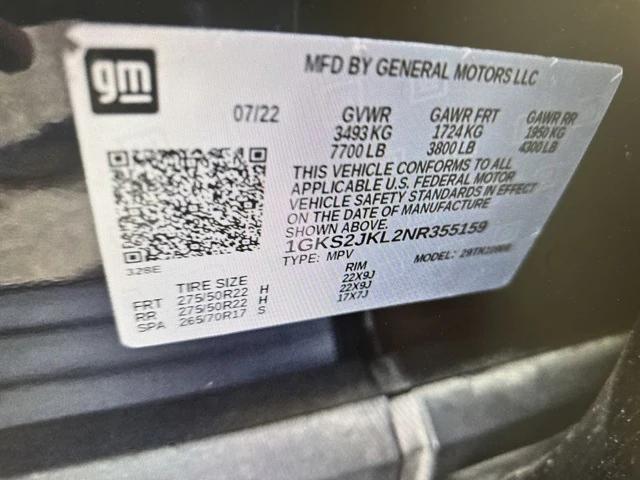 gm
MFD BY GENERAL MOTORS LLC
07/22 GVWR GAWR FRT GAWR RR
3493 KG 1724 KG 1950 KG
7700 LB 3800 LB 4300 LB
THIS VEHICLE CONFORMS TO ALL
APPLICABLE U.S. FEDERAL MOTOR
VEHICLE SAFETY STANDARDS IN EFFECT
ON THE DATE OF MANUFACTURE
SHOWN ABOVE.
1GKS2JKL2NR355159
TYPE: MPV MODEL:
328E
TIRE SIZE RIM
FRT 275/50R22 H 22X9J
RR 275/50R22 H 22X9J
SPA 265/70R17 S 17X7J